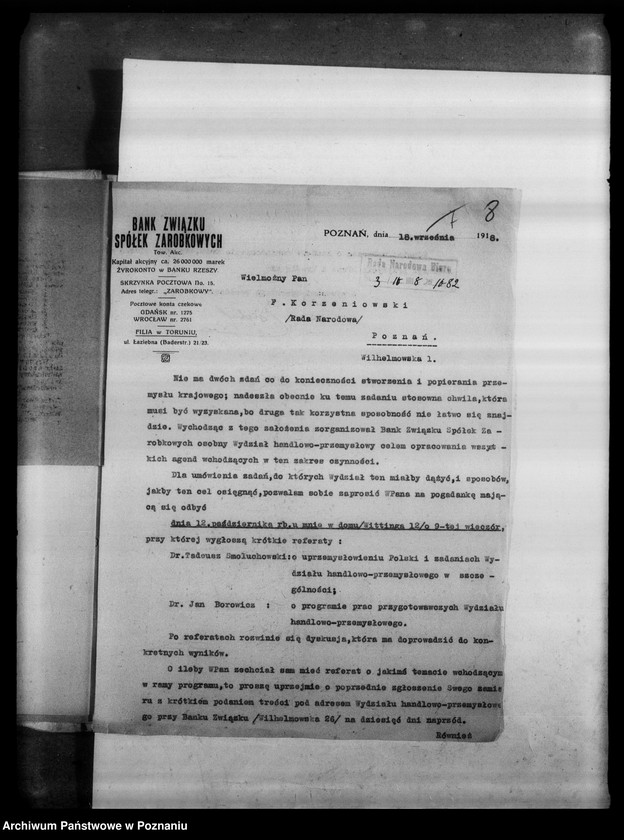 8
BANK ZWIĄZKU
SPÓŁEK ZAROBKOWYCH
Tow. Akc.
Kapitał akcyjny ca. 26 000 000 marek
ŻYROKONTO w BANKU RZESZY
SKRZYNKA POCZTOWA No. 15.
Adres telegr.: „ZAROBKOWY".
Pocztowe konta czekowe
GDAŃSK nr. 1275
WROCŁAW nr. 2761
FILIA w TORUNIU,
ul. Łaziebna (Baderstr.) 21/23.
POZNAŃ, dnia 18.września 1918.
Rada Narodowa
Wielmożny Pan
F. Korzeniowski
/Rada Narodowa/
Poznań.
Wilhelmowska 1.
Nie ma dwóch zdań co do konieczności stworzenia i popierania prze-
mysłu krajowego; nadeszła obecnie ku temu zadaniu stosowna chwila,która
musi być wyzyskana,bo druga tak korzystna sposobność nie łatwo się znaj-
dzie. Wychodząc z tego założenia zorganizował Bank Związku Spółek Za -
robkowych osobny Wydział handlowo-przemysłowy celem opracowania wszyt -
kich agend wchodzących w ten zakres czynności.
Dla umówienia zadań,do których Wydział ten miałby dążyć,i sposobów,
jakby ten cel osięgnąć,pozwalam sobie zaprosić WPana na pogadankę mają-
cą się odbyć
dnia 12.października rb.u mnie w domu/Wittinga 12/o 9-tej wieczór,
przy której wygłoszą krótkie referaty :
Dr.Tadeusz Smoluchowski:o uprzemysłowieniu Polski i zadaniach Wy-
działu handlowo-przemysłowego w szcze -
gólności;
Dr. Jan Borowicz : o programie prac przygotowawczych Wydziału
handlowo-przemysłowego.
Po referatach rozwinie się dyskusja,która ma doprowadzić do kon-
kretnych wyników.
O ileby WPan zechciał sam mieć referat o jakimś temacie wchodzącym
w ramy programu,to proszę uprzejmie o poprzednie zgłoszenie Swego zamia
ru z krótkiem podaniem treści pod adresem Wydziału handlowo-przemysłowe
go przy Banku Związku /Wilhelmowska 26/ na dziesięć dni naprzód.
Również
Archiwum Państwowe w Poznaniu